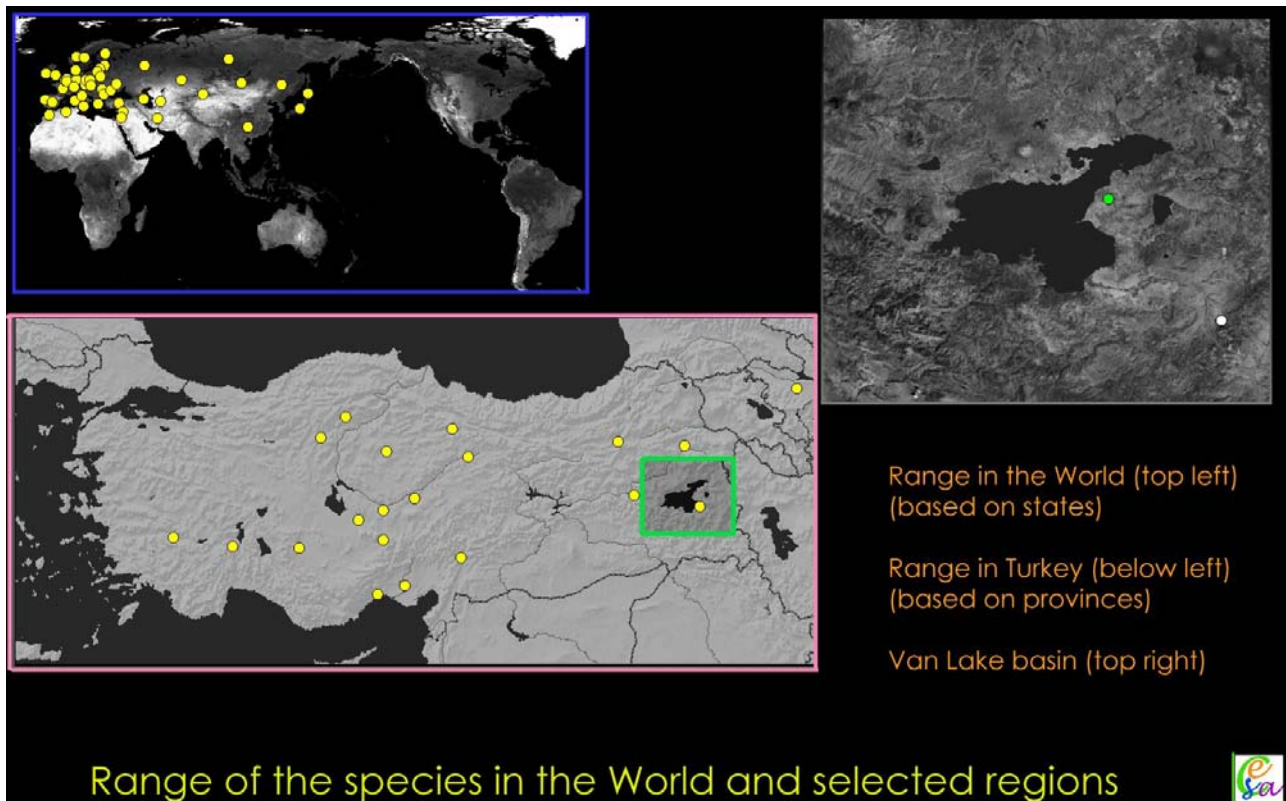 Range in the World (top left)
(based on states)
Range in Turkey (below left)
(based on provinces)
Van Lake basin (top right)
Range of the species in the World and selected regions
esa